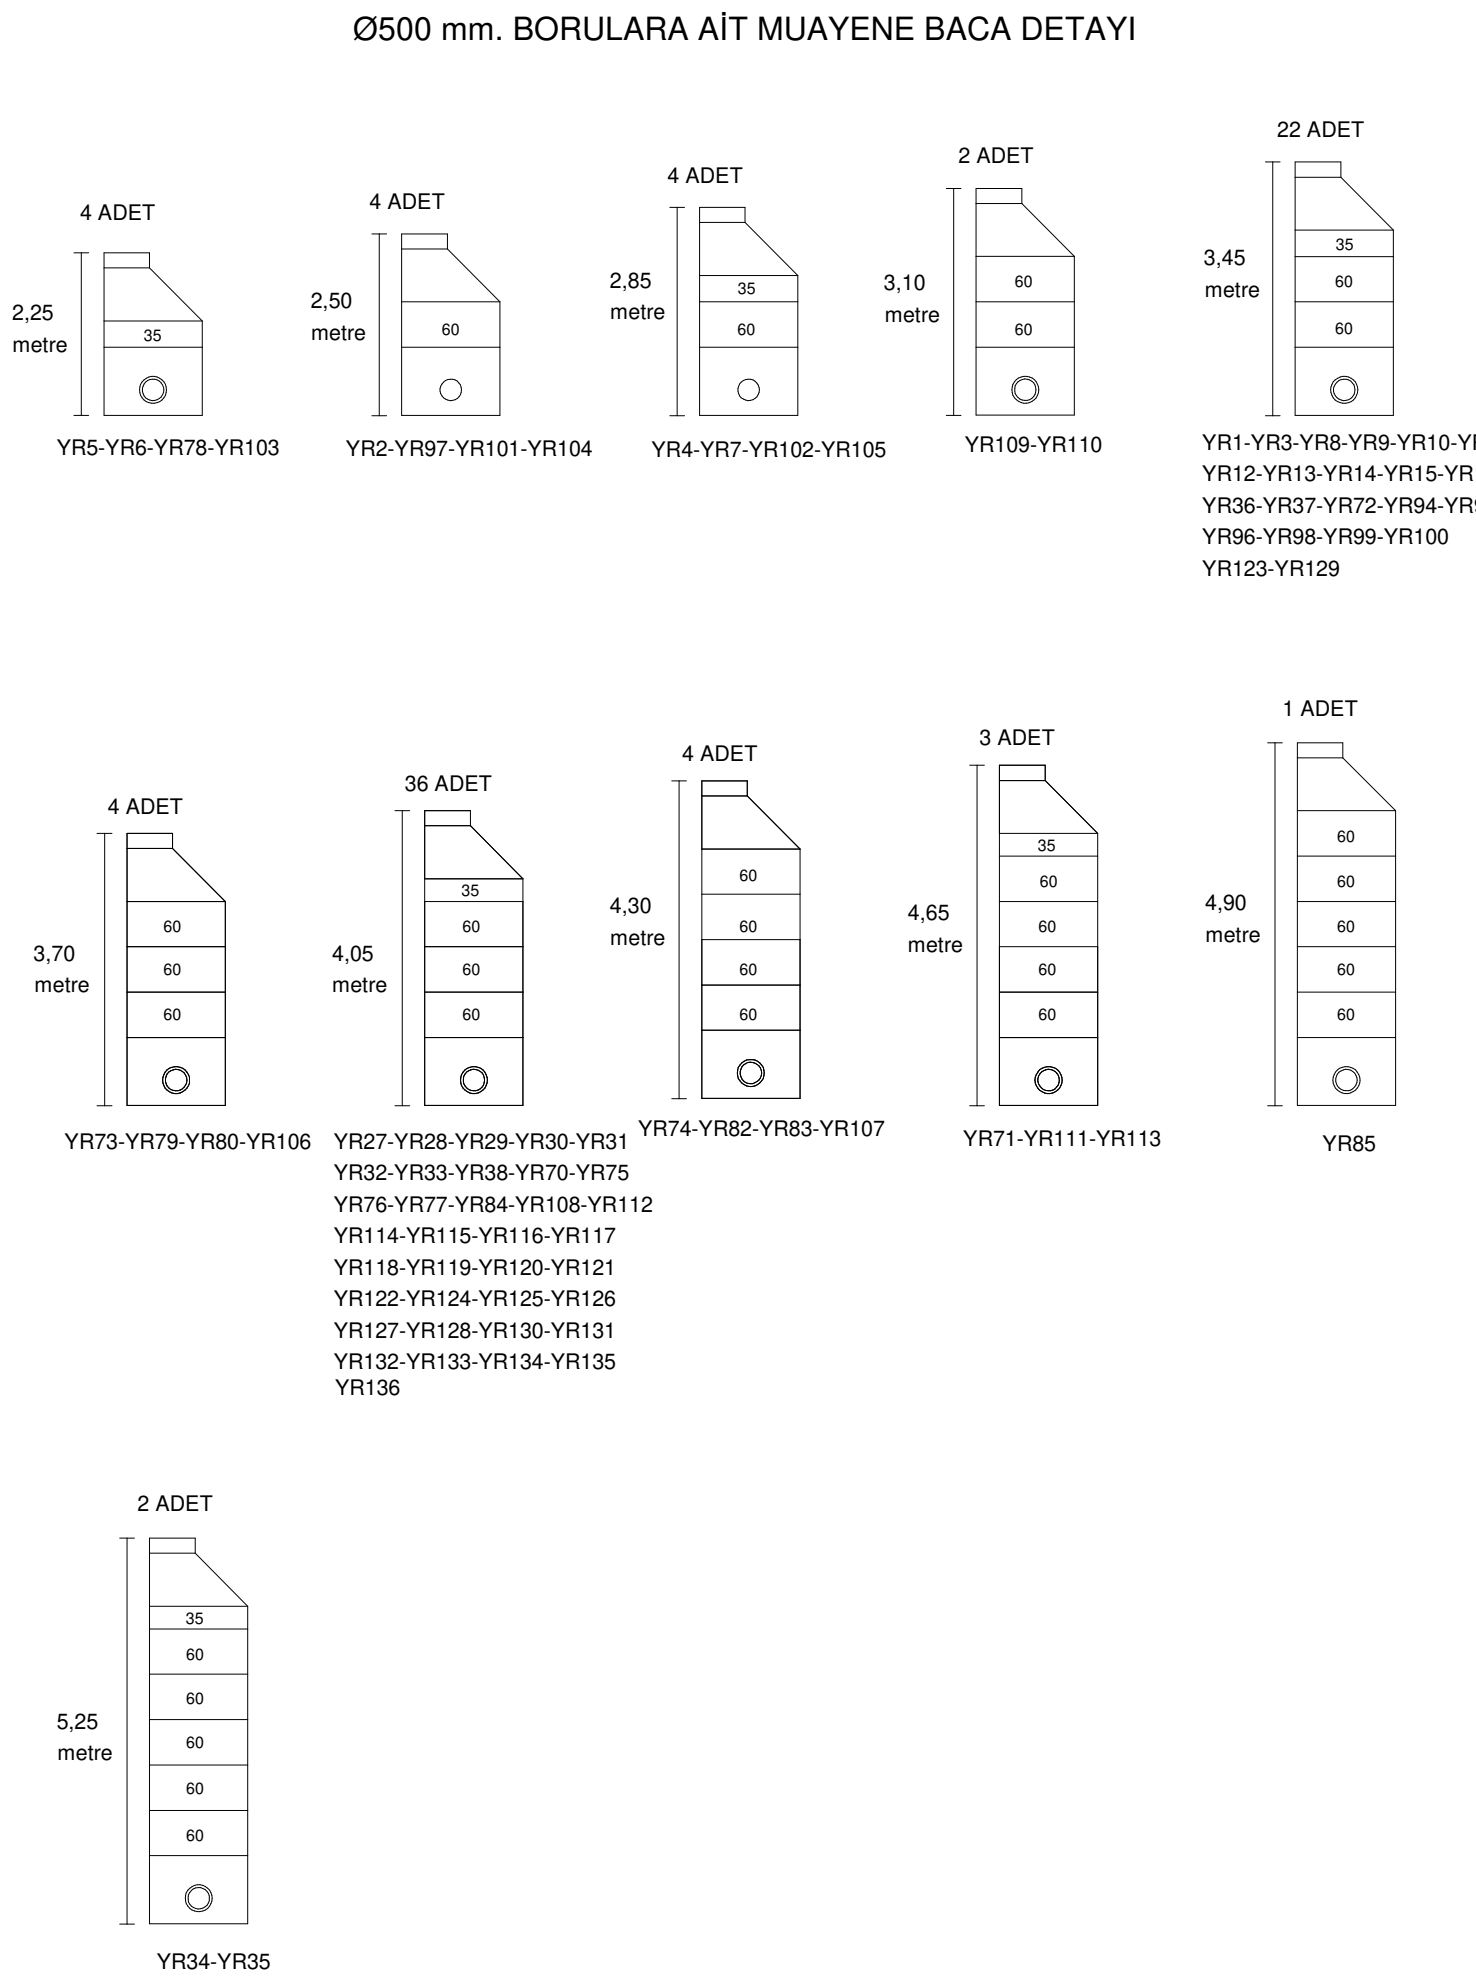 Ø500 mm. BORULARA AİT MUAYENE BACA DETAYI
4 ADET
2,25
metre
35
YR5-YR6-YR78-YR103
4 ADET
2,50
metre
60
YR2-YR97-YR101-YR104
4 ADET
2,85
metre
35
60
YR4-YR7-YR102-YR105
2 ADET
3,10
metre
60
60
YR109-YR110
22 ADET
3,45
metre
35
60
60
YR1-YR3-YR8-YR9-YR10-
YR12-YR13-YR14-YR15-YR
YR36-YR37-YR72-YR94-
YR96-YR98-YR99-YR100
YR123-YR129
4 ADET
3,70
metre
60
60
60
YR73-YR79-YR80-YR106
36 ADET
4,05
metre
35
60
60
60
YR27-YR28-YR29-YR30-YR31
YR32-YR33-YR38-YR70-YR75
YR76-YR77-YR84-YR108-YR112
YR114-YR115-YR116-YR117
YR118-YR119-YR120-YR121
YR122-YR124-YR125-YR126
YR127-YR128-YR130-YR131
YR132-YR133-YR134-YR135
YR136
4 ADET
4,30
metre
60
60
60
60
YR74-YR82-YR83-YR107
3 ADET
4,65
metre
35
60
60
60
60
YR71-YR111-YR113
1 ADET
4,90
metre
60
60
60
60
60
YR85
2 ADET
5,25
metre
35
60
60
60
60
60
YR34-YR35